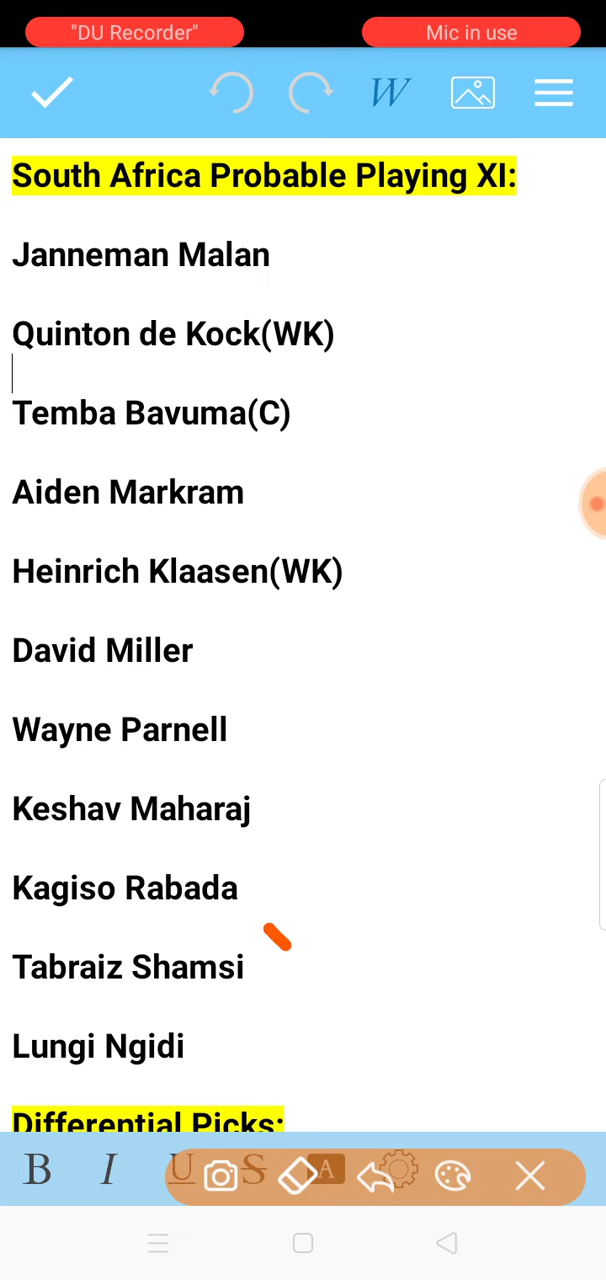 "DU Recorder" Mic in use
W
South Africa Probable Playing XI:
Janneman Malan
Quinton de Kock(WK)
Temba Bavuma(C)
Aiden Markram
Heinrich Klaasen(WK)
David Miller
Wayne Parnell
Keshav Maharaj
Kagiso Rabada
Tabraiz Shamsi
Lungi Ngidi
Differential Picks:
B I U S A